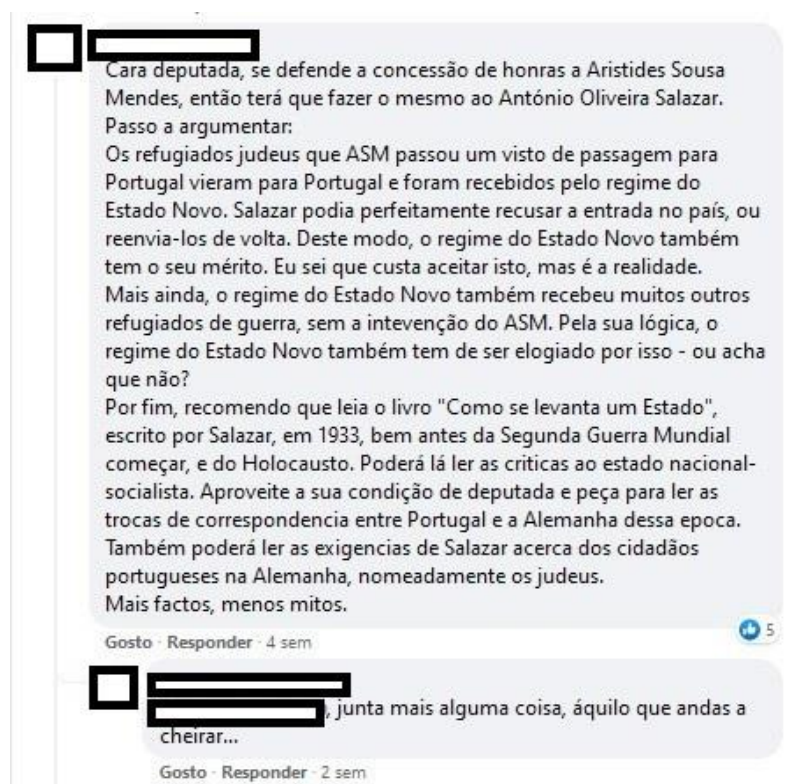 Cara deputada, se defende a concessão de honras a Aristides Sousa
Mendes, então terá que fazer o mesmo ao António Oliveira Salazar.
Passo a argumentar:
Os refugiados judeus que ASM passou um visto de passagem para
Portugal vieram para Portugal e foram recebidos pelo regime do
Estado Novo. Salazar podia perfeitamente recusar a entrada no país, ou
reenvia-los de volta. Deste modo, o regime do Estado Novo também
tem o seu mérito. Eu sei que custa aceitar isto, mas é a realidade.
Mais ainda, o regime do Estado Novo também recebeu muitos outros
refugiados de guerra, sem a intevenção do ASM. Pela sua lógica, o
regime do Estado Novo também tem de ser elogiado por isso - ou acha
que não?
Por fim, recomendo que leia o livro "Como se levanta um Estado",
escrito por Salazar, em 1933, bem antes da Segunda Guerra Mundial
começar, e do Holocausto. Poderá lá ler as criticas ao estado nacional-
socialista. Aproveite a sua condição de deputada e peça para ler as
trocas de correspondencia entre Portugal e a Alemanha dessa epoca.
Também poderá ler as exigencias de Salazar acerca dos cidadãos
portugueses na Alemanha, nomeadamente os judeus.
Mais factos, menos mitos.
5
Gosto · Responder · 4 sem
, junta mais alguma coisa, áquilo que andas a
cheirar...
Gosto · Responder · 2 sem